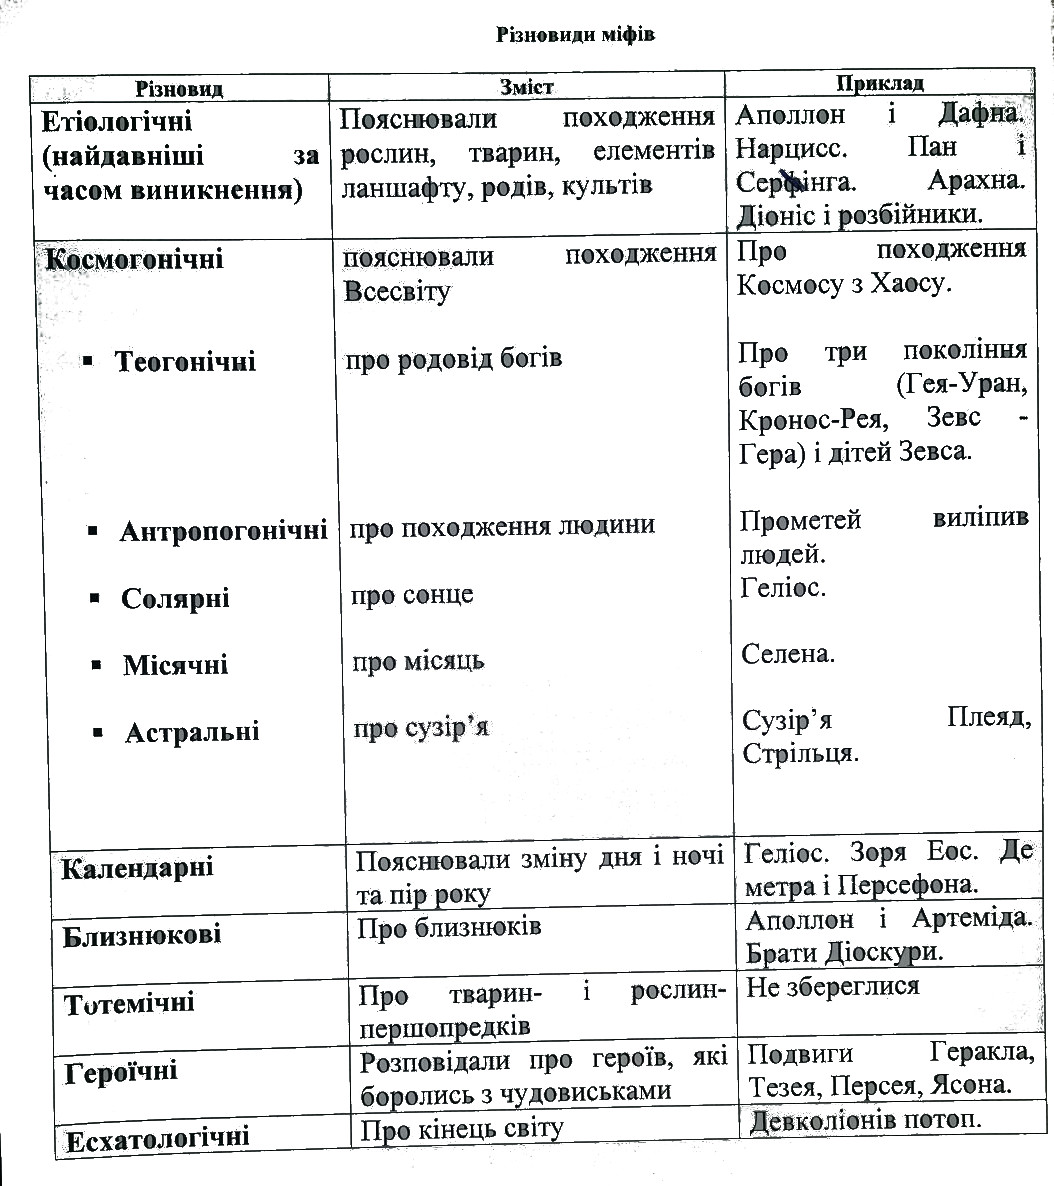 Різновиди міфів
Різновид
Зміст
Приклад
Етіологічні
(найдавніші за
часом виникнення)
Пояснювали походження
рослин, тварин, елементів
ланшафту, родів, культів
Аполлон і Дафна.
Нарцисс. Пан і
Серінга. Арахна.
Діоніс і розбійники.
Космогонічні
пояснювали походження
Всесвіту
Про походження
Космосу з Хаосу.
▪ Теогонічні
про родовід богів
Про три покоління
богів (Гея-Уран,
Кронос-Рея, Зевс -
Гера) і дітей Зевса.
▪ Антропогонічні
про походження людини
Прометей виліпив
людей.
▪ Солярні
про сонце
Геліос.
▪ Місячні
про місяць
Селена.
▪ Астральні
про сузір’я
Сузір’я Плеяд,
Стрільця.
Календарні
Пояснювали зміну дня і ночі
та пір року
Геліос. Зоря Еос. Де
метра і Персефона.
Близнюкові
Про близнюків
Аполлон і Артеміда.
Брати Діоскури.
Тотемічні
Про тварин- і рослин-
першопредків
Не збереглися
Героїчні
Розповідали про героїв, які
боролись з чудовиськами
Подвиги Геракла,
Тезея, Персея, Ясона.
Есхатологічні
Про кінець світу
Девкаліонів потоп.